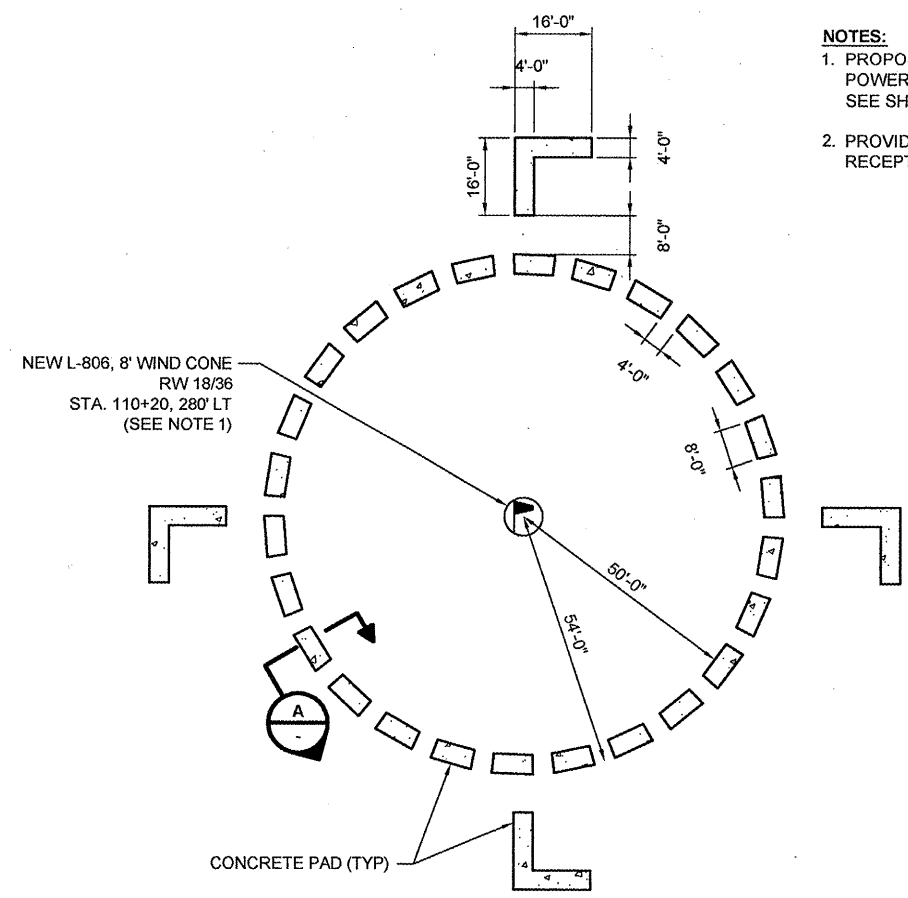 NOTES:
1. PROPO
POWER
SEE SH
2. PROVID
RECEPT
16'-0"
4'-0"
16'-0"
4'-0"
8'-0"
4'-0"
8'-0"
NEW L-806, 8' WIND CONE
RW 18/36
STA. 110+20, 280' LT
(SEE NOTE 1)
50'-0"
54'-0"
A
-
CONCRETE PAD (TYP)